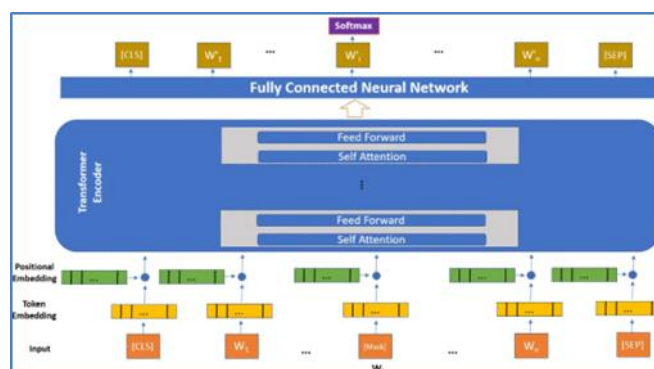 Softmax
[CLS] W'1 ... W'i ... W'n [SEP]
Fully Connected Neural Network
Transformer Encoder
Feed Forward
Self Attention
...
Feed Forward
Self Attention
Positional Embedding
... ... ... ... ...
Token Embedding
... ... ... ... ...
Input
[CLS] W1 ... [Mask] ... Wn [SEP]